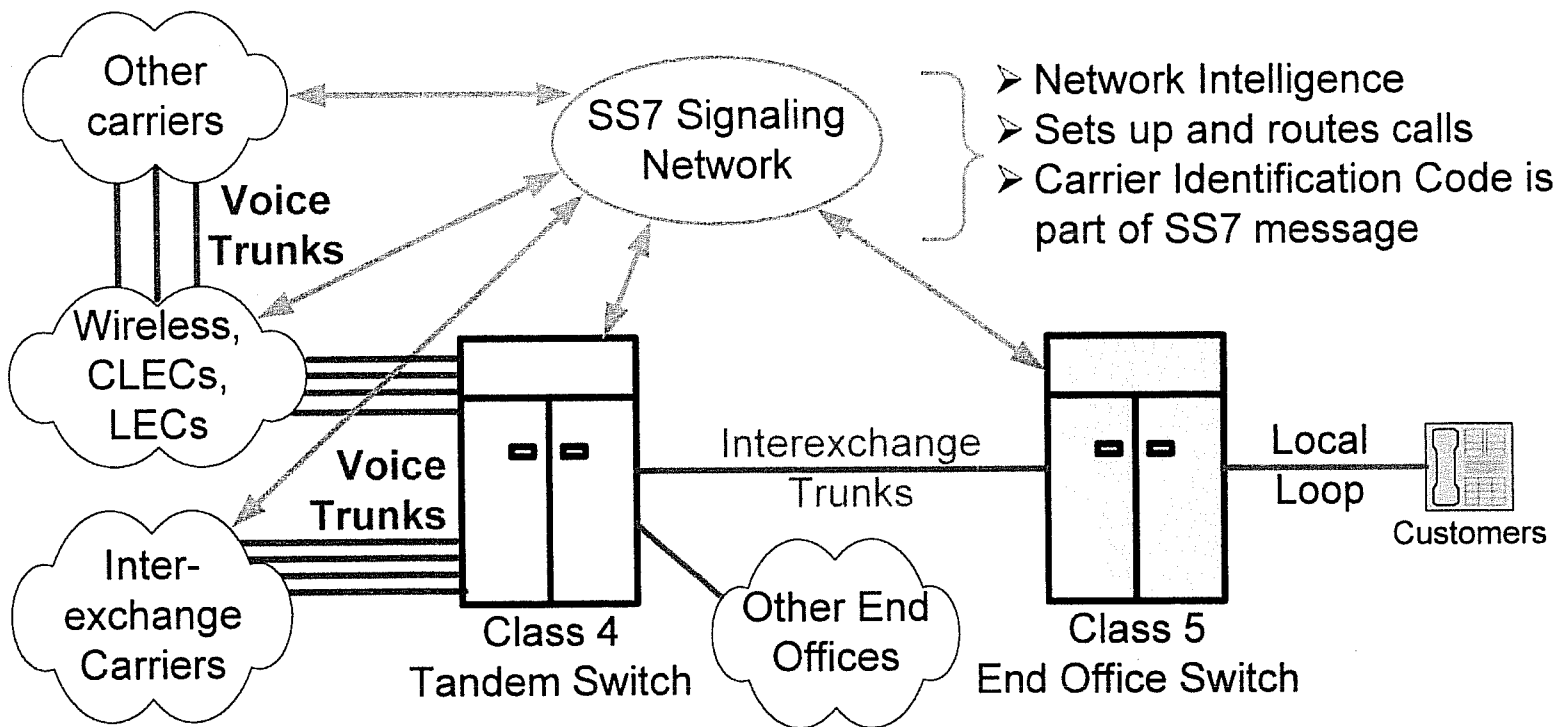 Other
carriers
SS7 Signaling
Network
➢ Network Intelligence
➢ Sets up and routes calls
➢ Carrier Identification Code is
part of SS7 message
Voice
Trunks
Wireless,
CLECs,
LECs
Voice
Trunks
Interexchange
Trunks
Local
Loop
Customers
Inter-
exchange
Carriers
Class 4
Tandem Switch
Other End
Offices
Class 5
End Office Switch